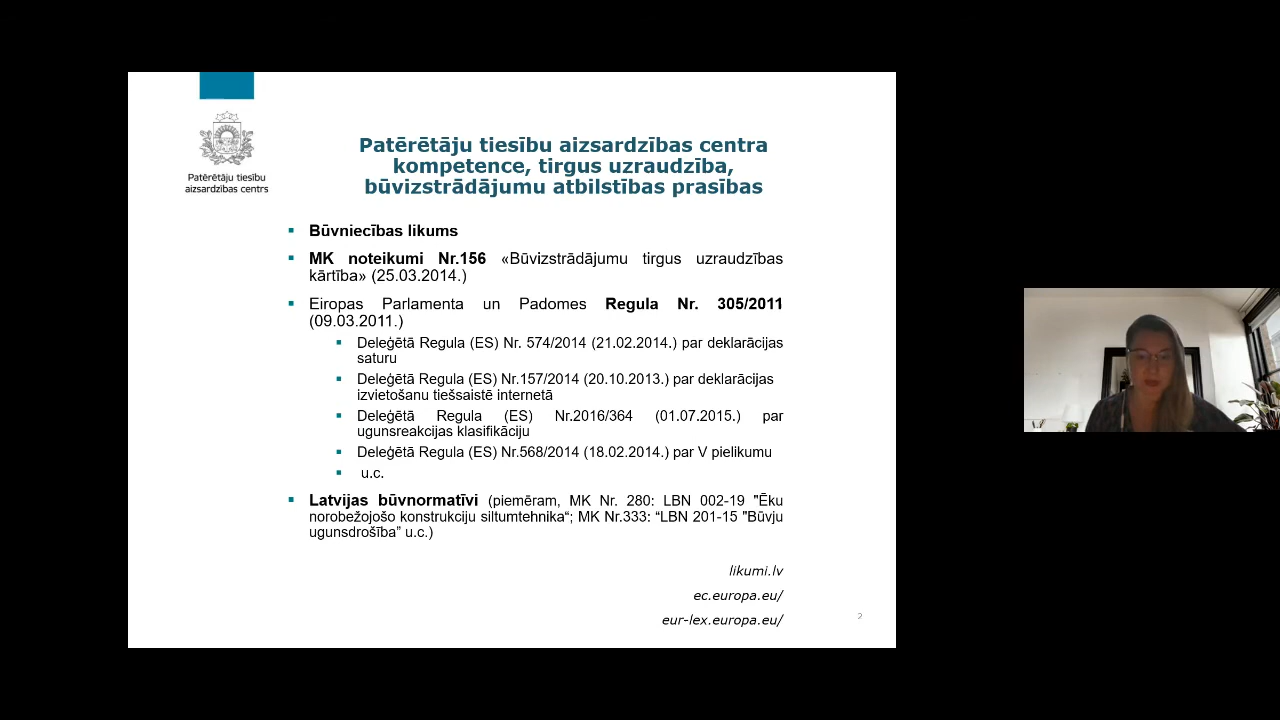 Patērētāju tiesību
aizsardzības centrs
Patērētāju tiesību aizsardzības centra
kompetence, tirgus uzraudzība,
būvizstrādājumu atbilstības prasības
Būvniecības likums
MK noteikumi Nr.156 «Būvizstrādājumu tirgus uzraudzības
kārtība» (25.03.2014.)
Eiropas Parlamenta un Padomes Regula Nr. 305/2011
(09.03.2011.)
Deleģētā Regula (ES) Nr. 574/2014 (21.02.2014.) par deklarācijas
saturu
Deleģētā Regula (ES) Nr.157/2014 (20.10.2013.) par deklarācijas
izvietošanu tiešsaistē internetā
Deleģētā Regula (ES) Nr.2016/364 (01.07.2015.) par
ugunsreakcijas klasifikāciju
Deleģētā Regula (ES) Nr.568/2014 (18.02.2014.) par V pielikumu
u.c.
Latvijas būvnormatīvi (piemēram, MK Nr. 280: LBN 002-19 "Ēku
norobežojošo konstrukciju siltumtehnika“; MK Nr.333: “LBN 201-15 "Būvju
ugunsdrošība” u.c.)
likumi.lv
ec.europa.eu/
eur-lex.europa.eu/
2